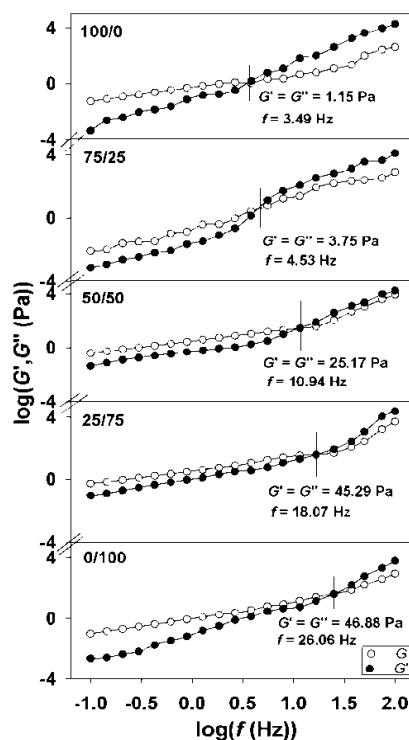 100/0
4
0
G' = G'' = 1.15 Pa
f = 3.49 Hz
-4
4
75/25
0
G' = G'' = 3.75 Pa
f = 4.53 Hz
-4
4
50/50
0
G' = G'' = 25.17 Pa
f = 10.94 Hz
-4
4
25/75
0
G' = G'' = 45.29 Pa
f = 18.07 Hz
-4
4
0/100
0
G' = G'' = 46.88 Pa
f = 26.06 Hz
-4
log(G',G'' (Pa))
-1.0 -0.5 0.0 0.5 1.0 1.5 2.0
log(f (Hz))